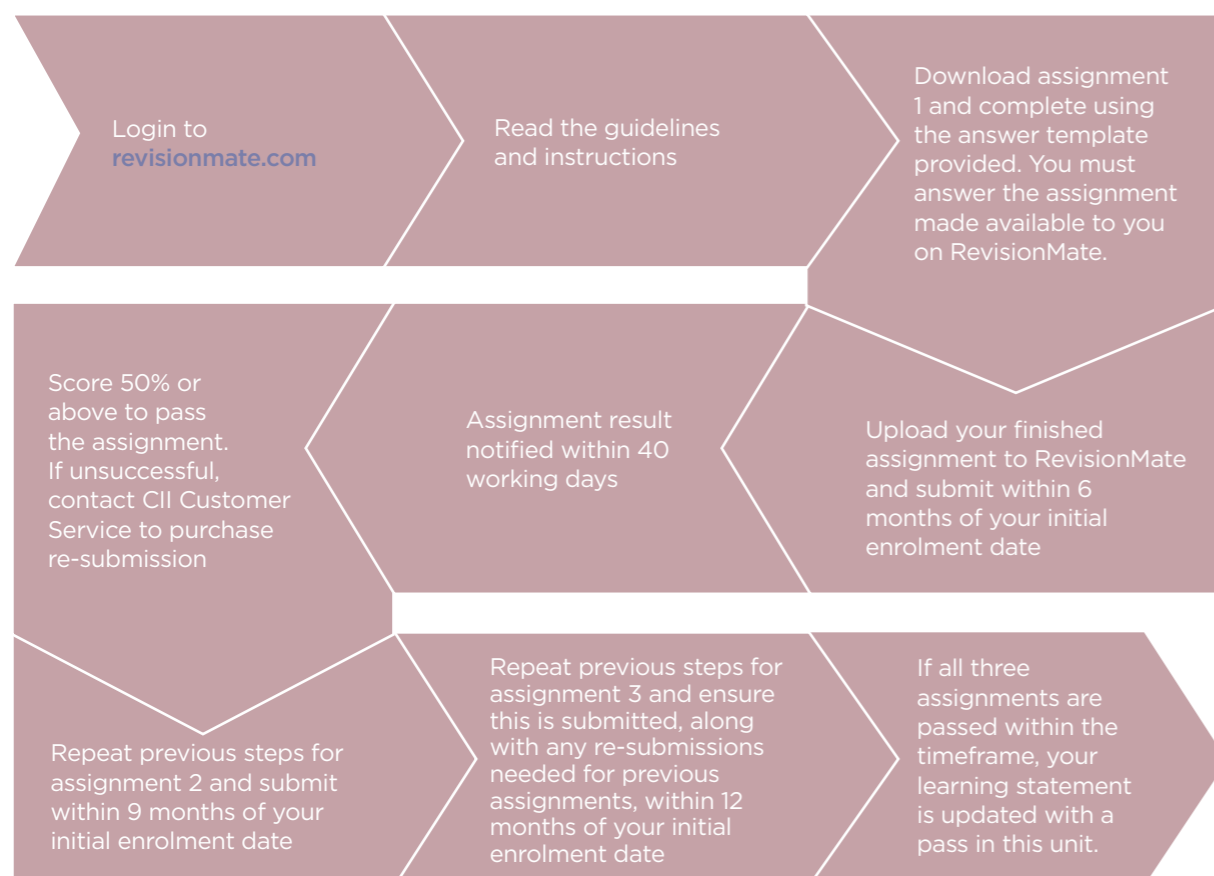 Login to
revisionmate.com
Read the guidelines
and instructions
Download assignment
1 and complete using
the answer template
provided. You must
answer the assignment
made available to you
on RevisionMate.
Upload your finished
assignment to RevisionMate
and submit within 6
months of your initial
enrolment date
Assignment result
notified within 40
working days
Score 50% or
above to pass
the assignment.
If unsuccessful,
contact CII Customer
Service to purchase
re-submission
Repeat previous steps for
assignment 2 and submit
within 9 months of your
initial enrolment date
Repeat previous steps for
assignment 3 and ensure
this is submitted, along
with any re-submissions
needed for previous
assignments, within 12
months of your initial
enrolment date
If all three
assignments are
passed within the
timeframe, your
learning statement
is updated with a
pass in this unit.